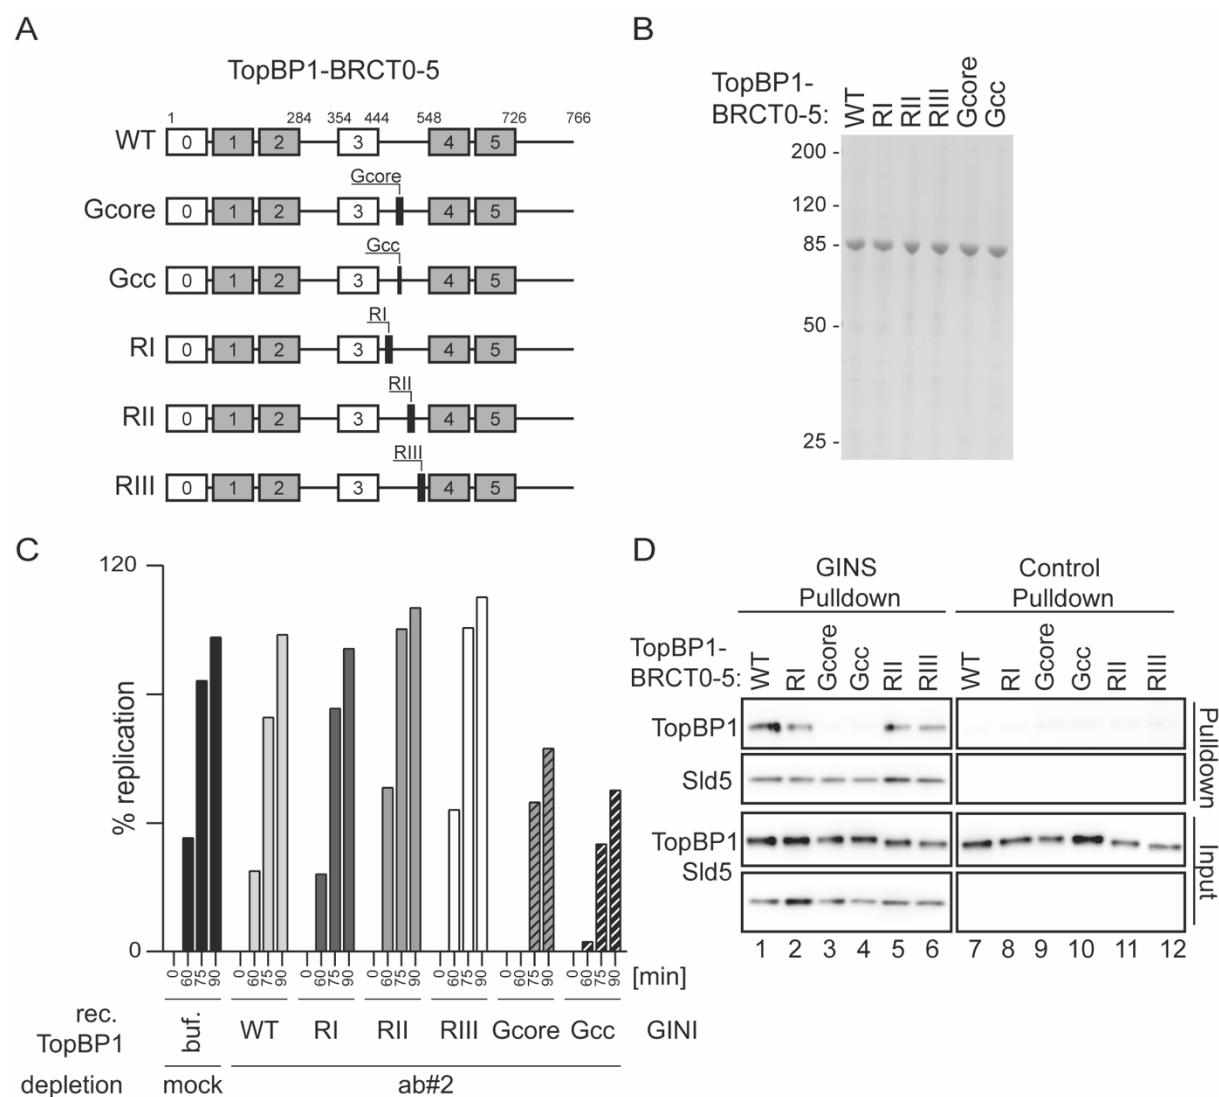 A
TopBP1-BRCT0-5
1 284 354 444 548 726 766
WT 0 1 2 3 4 5
Gcore
Gcore 0 1 2 3 4 5
Gcc
Gcc 0 1 2 3 4 5
RI
RI 0 1 2 3 4 5
RII
RII 0 1 2 3 4 5
RIII
RIII 0 1 2 3 4 5
B
TopBP1-
BRCT0-5: WT RI RII RIII Gcore Gcc
200 -
120 -
85 -
50 -
25 -
C
120
% replication
0
0 60 75 90 0 60 75 90 0 60 75 90 0 60 75 90 0 60 75 90 0 60 75 90 0 60 75 90 [min]
rec.
TopBP1 buf. WT RI RII RIII Gcore Gcc GINI
depletion mock ab#2
D
GINS
Pulldown
Control
Pulldown
TopBP1-
BRCT0-5: WT RI Gcore Gcc RII RIII WT RI Gcore Gcc RII RIII
TopBP1
Sld5
Pulldown
TopBP1
Sld5
Input
1 2 3 4 5 6 7 8 9 10 11 12